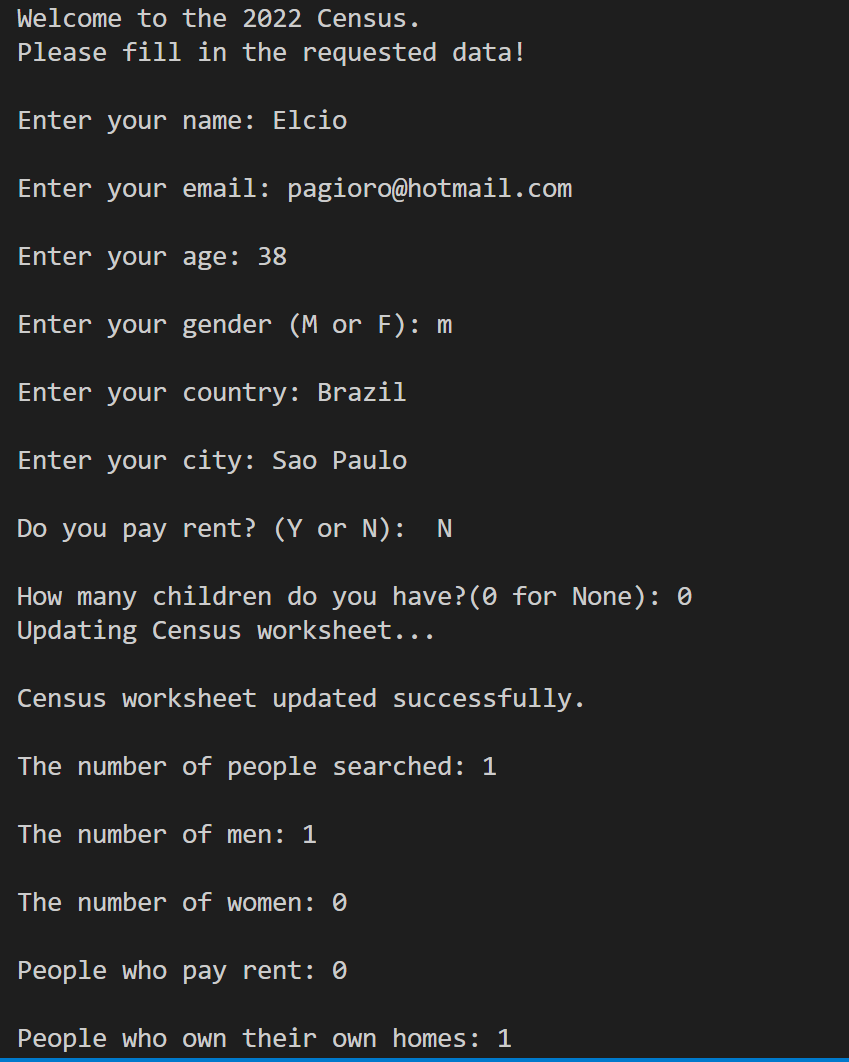 Welcome to the 2022 Census.
Please fill in the requested data!
Enter your name: Elcio
Enter your email: pagioro@hotmail.com
Enter your age: 38
Enter your gender (M or F): m
Enter your country: Brazil
Enter your city: Sao Paulo
Do you pay rent? (Y or N):  N
How many children do you have?(0 for None): 0
Updating Census worksheet...
Census worksheet updated successfully.
The number of people searched: 1
The number of men: 1
The number of women: 0
People who pay rent: 0
People who own their own homes: 1